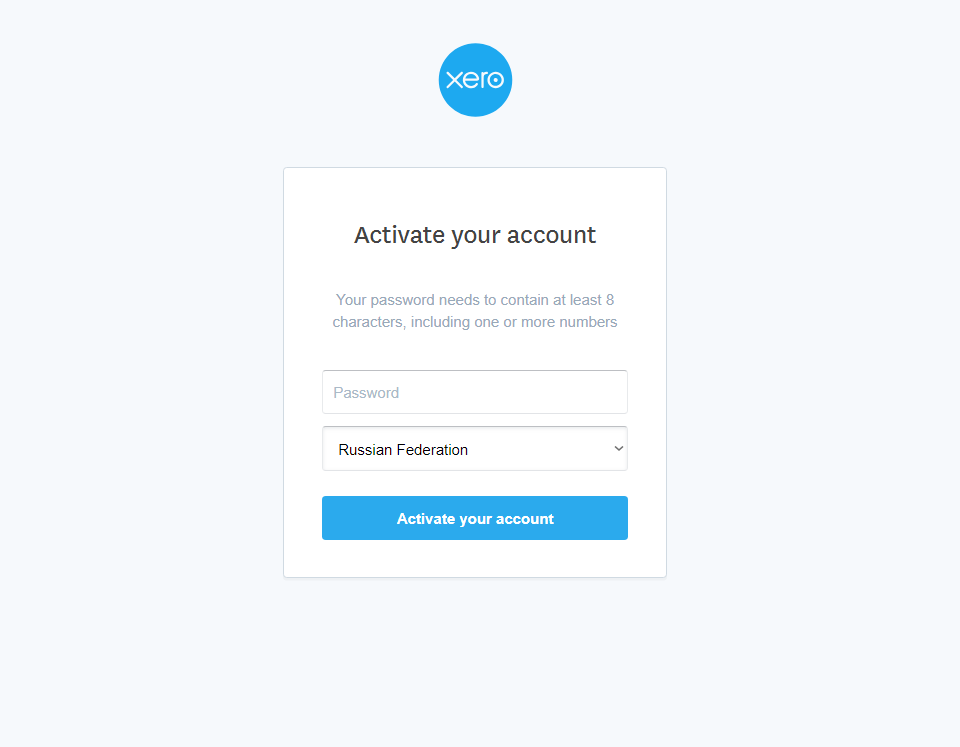 xero
Activate your account
Your password needs to contain at least 8
characters, including one or more numbers
Password
Russian Federation
Activate your account